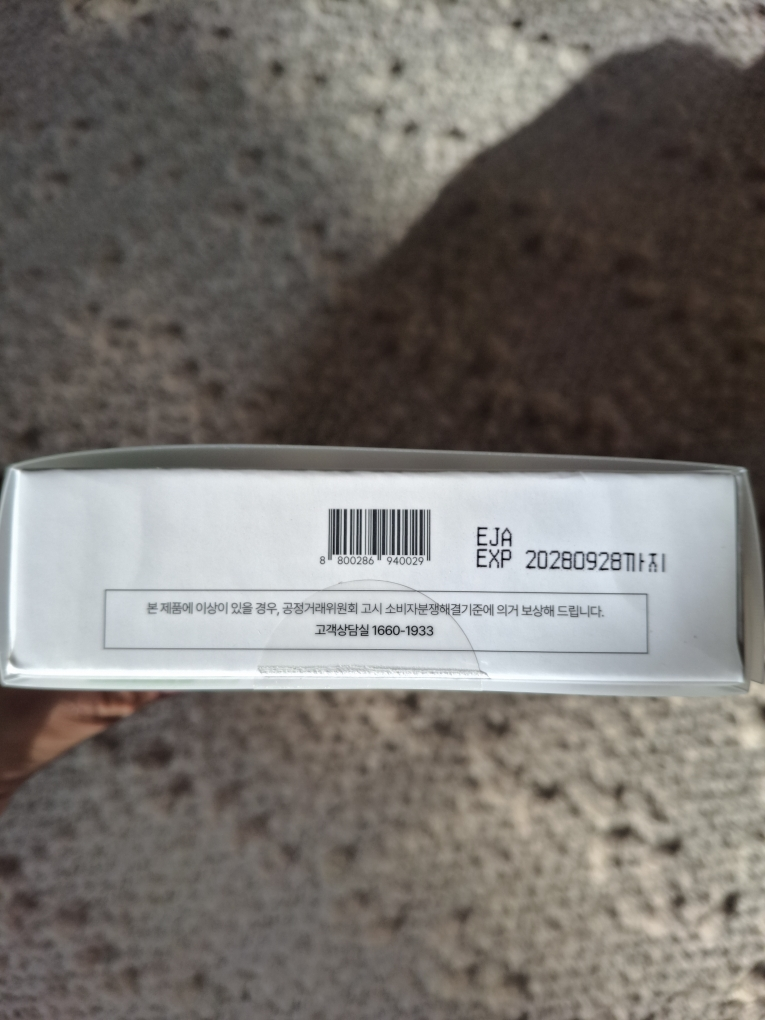 8 800286 940029
EJA
EXP 20280928까지
본 제품에 이상이 있을 경우, 공정거래위원회 고시 소비자분쟁해결기준에 의거 보상해 드립니다.
고객상담실 1660-1933